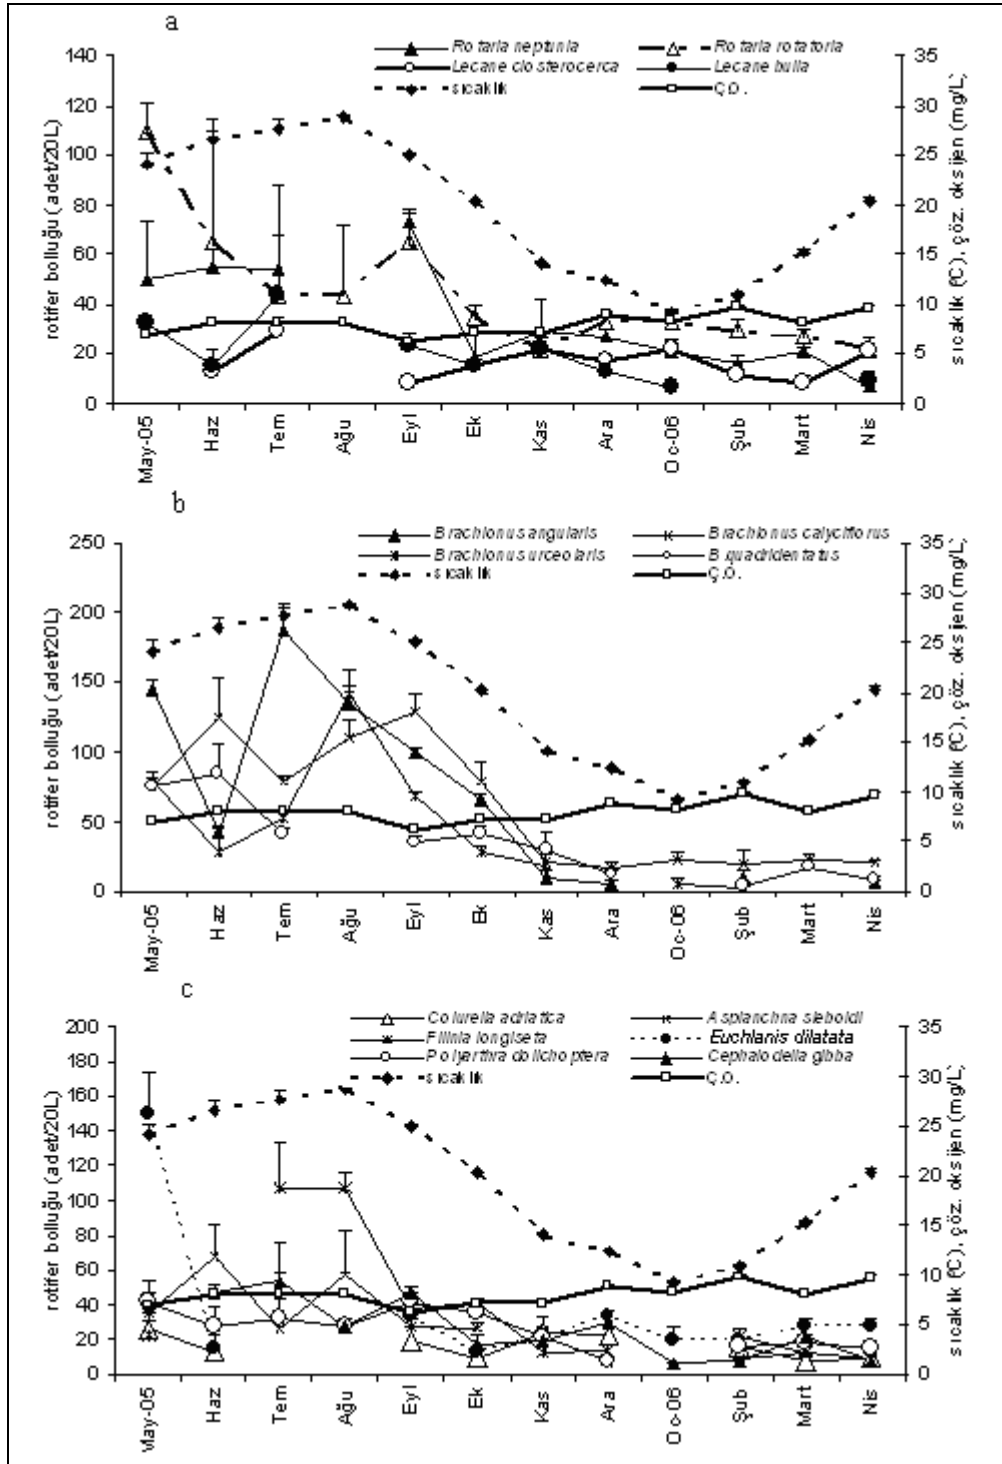 a
Rotaria neptunia
Rotaria rotatoria
Lecane closterocerca
Lecane bulla
sıcaklık
Ç.O.
140
120
100
80
60
40
20
0
35
30
25
20
15
10
5
0
rotifer bolluğu (adet/20L)
sıcaklık (ºC), çöz. oksijen (mg/L)
May-05
Haz
Tem
Ağu
Eyl
Ek
Kas
Ara
Oc-06
Şub
Mart
Nis
b
Brachionus angularis
Brachionus calyciflorus
Brachionus urceolaris
B.quadridentatus
sıcaklık
Ç.O.
250
200
150
100
50
0
35
30
25
20
15
10
5
0
rotifer bolluğu (adet/20L)
sıcaklık (ºC), çöz. oksijen (mg/L)
May-05
Haz
Tem
Ağu
Eyl
Ek
Kas
Ara
Oc-06
Şub
Mart
Nis
c
Colurella adriatica
Asplanchna sieboldi
Filinia longiseta
Euchlanis dilatata
Polyarthra dolichoptera
Cephalodella gibba
sıcaklık
Ç.O.
200
180
160
140
120
100
80
60
40
20
0
35
30
25
20
15
10
5
0
rotifer bolluğu (adet/20L)
sıcaklık (ºC), çöz. oksijen (mg/L)
May-05
Haz
Tem
Ağu
Eyl
Ek
Kas
Ara
Oc-06
Şub
Mart
Nis